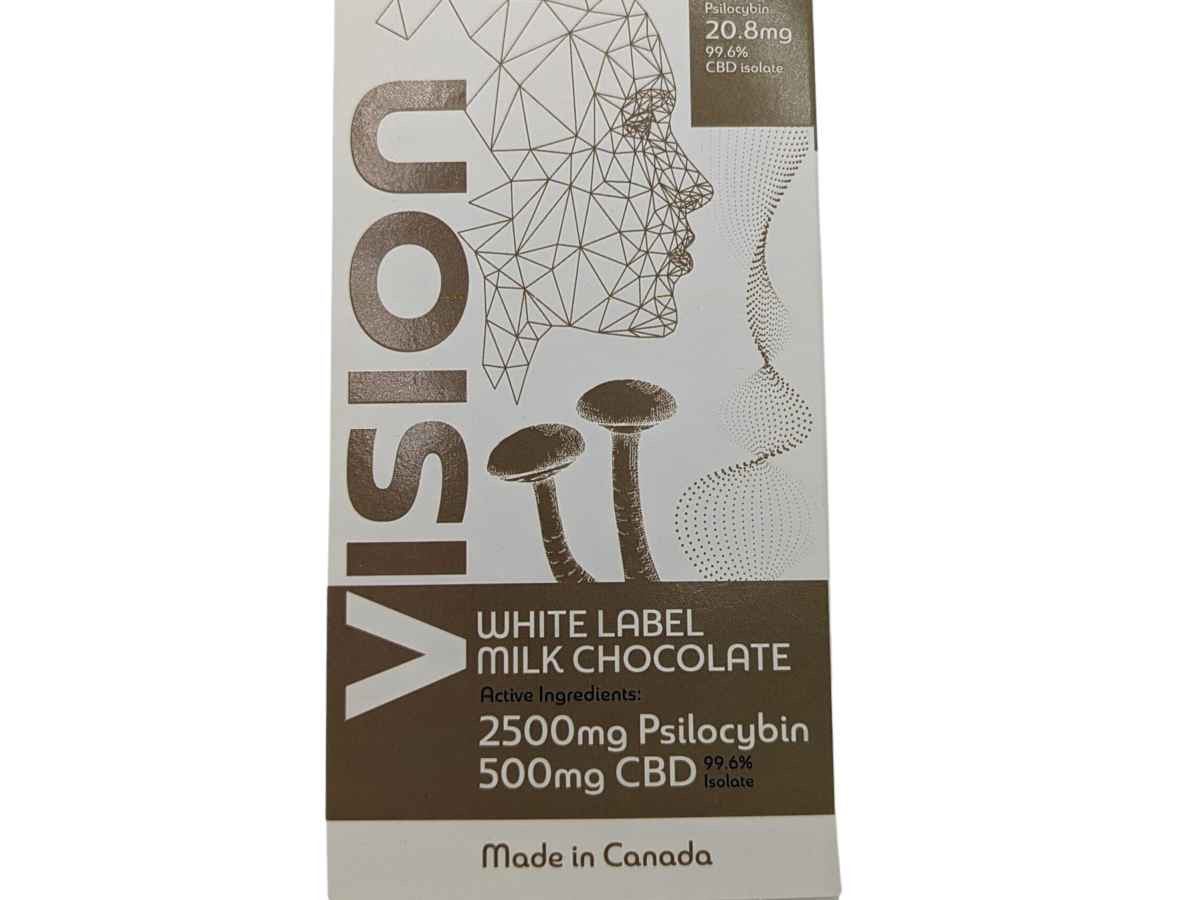 Psilocybin
20.8mg
99.6%
CBD isolate
Vision
WHITE LABEL
MILK CHOCOLATE
Active Ingredients:
2500mg Psilocybin
500mg CBD 99.6%
Isolate
Made in Canada